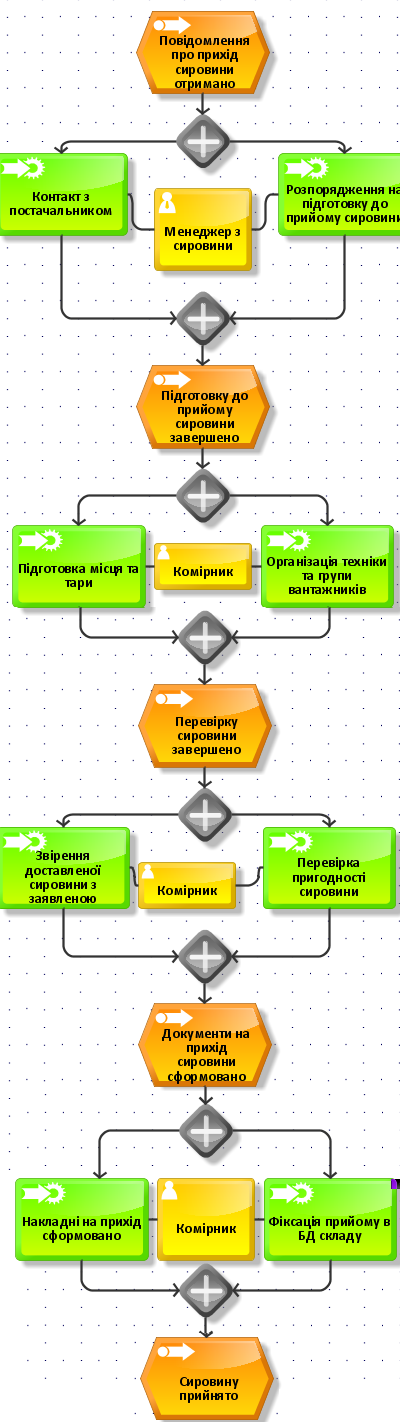 Повідомлення
про прихід
сировини
отримано
Контакт з
постачальником
Менеджер з
сировини
Розпорядження на
підготовку до
прийому сировини
Підготовку до
прийому
сировини
завершено
Підготовка місця та
тари
Комірник
Організація техніки
та групи
вантажників
Перевірку
сировини
завершено
Звірення
доставленої
сировини з
заявленою
Комірник
Перевірка
пригодності
сировини
Документи на
прихід
сировини
сформовано
Накладні на прихід
сформовано
Комірник
Фіксація прийому в
БД складу
Сировину
прийнято